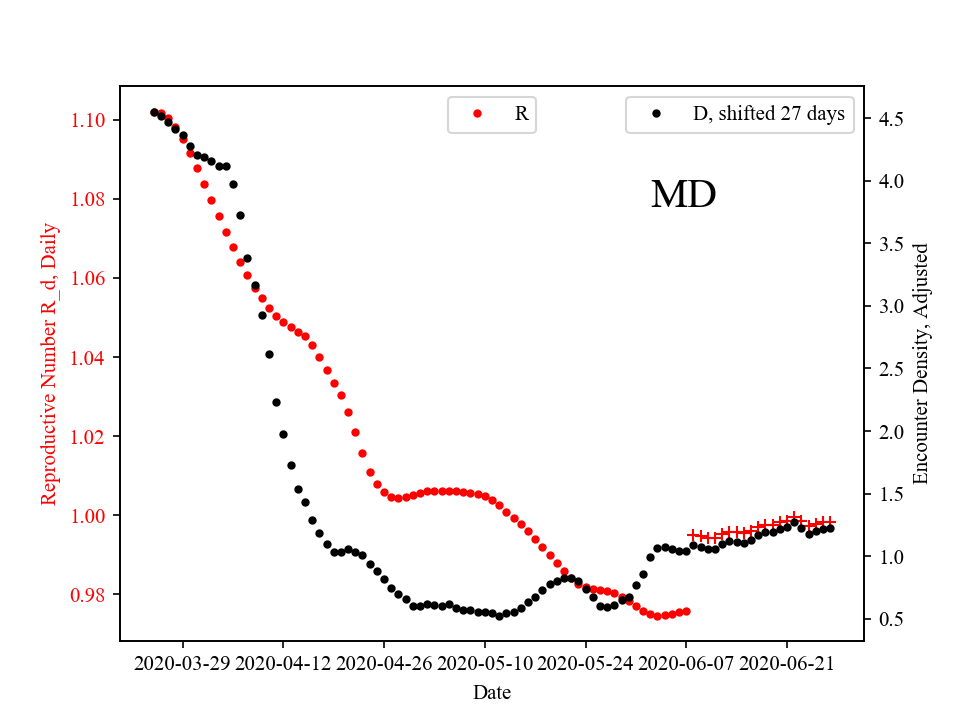 R
D, shifted 27 days
MD
Reproductive Number R_d, Daily
1.10
1.08
1.06
1.04
1.02
1.00
0.98
4.5
4.0
3.5
3.0
2.5
2.0
1.5
1.0
0.5
Encounter Density, Adjusted
2020-03-29 2020-04-12 2020-04-26 2020-05-10 2020-05-24 2020-06-07 2020-06-21
Date